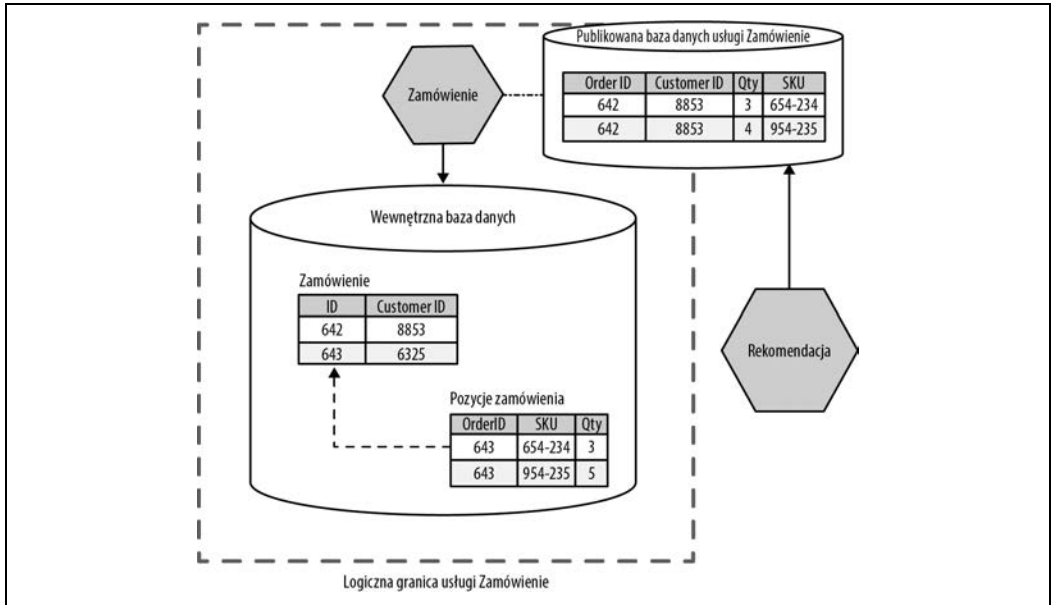 Publikowana baza danych usługi Zamówienie
Order ID Customer ID Qty SKU
642 8853 3 654-234
642 8853 4 954-235
Zamówienie
Wewnętrzna baza danych
Zamówienie
ID Customer ID
642 8853
643 6325
Pozycje zamówienia
OrderID SKU Qty
643 654-234 3
643 954-235 5
Rekomendacja
Logiczna granica usługi Zamówienie